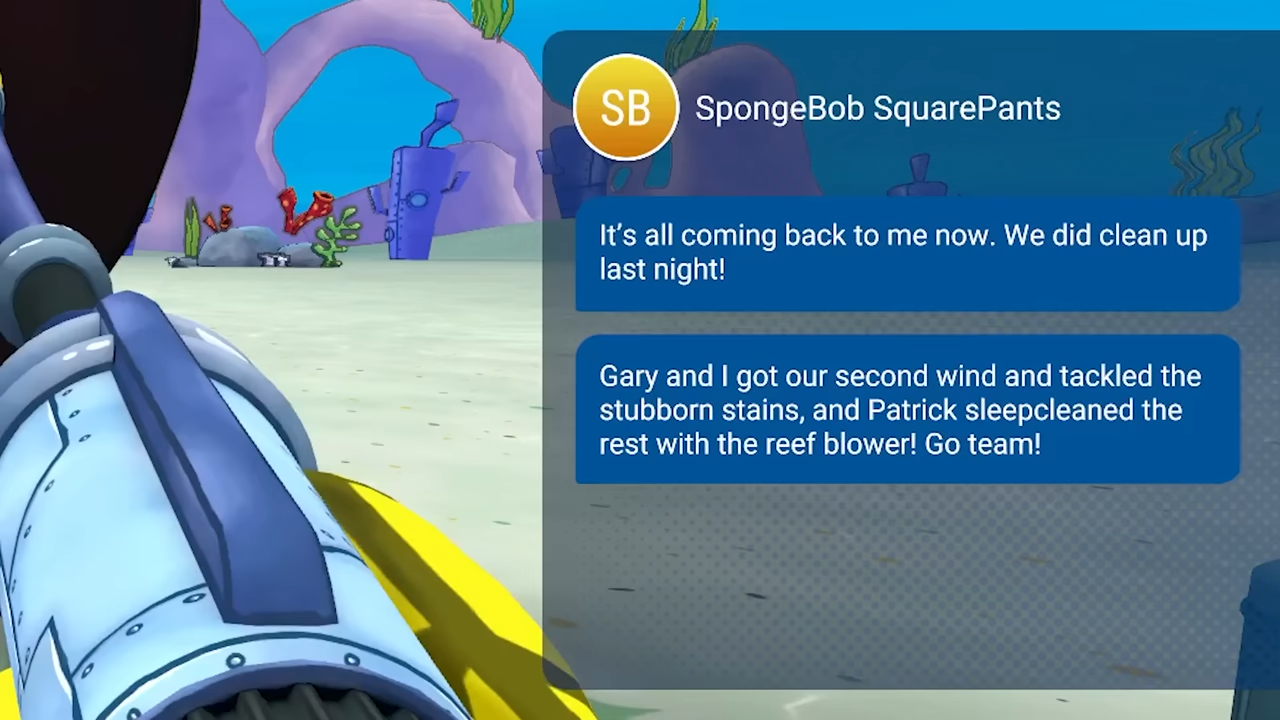 SB
SpongeBob SquarePants
It’s all coming back to me now. We did clean up
last night!
Gary and I got our second wind and tackled the
stubborn stains, and Patrick sleepcleaned the
rest with the reef blower! Go team!